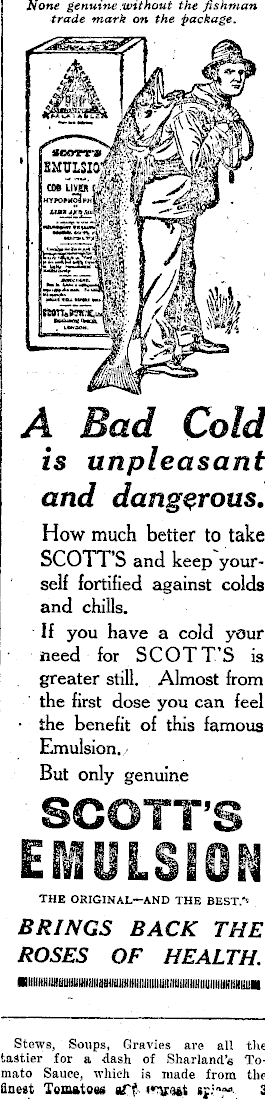 None genuine without the fishman
trade mark on the package.
SCOTT'S
EMULSION
COD LIVER
HYPOPHOSPH
LIME AND SO
SCOTT & BOWNE,
LONDON.
A Bad Cold
is unpleasant
and dangerous.
How much better to take
SCOTT'S and keep your-
self fortified against colds
and chills.
If you have a cold your
need for SCOTT'S is
greater still. Almost from
the first dose you can feel
the benefit of this famous
Emulsion.
But only genuine
SCOTT'S
EMULSION
THE ORIGINAL—AND THE BEST.
BRINGS BACK THE
ROSES OF HEALTH.
Stews, Soups, Gravies are all the
tastier for a dash of Sharland's To-
mato Sauce, which is made from the
finest Tomatoes